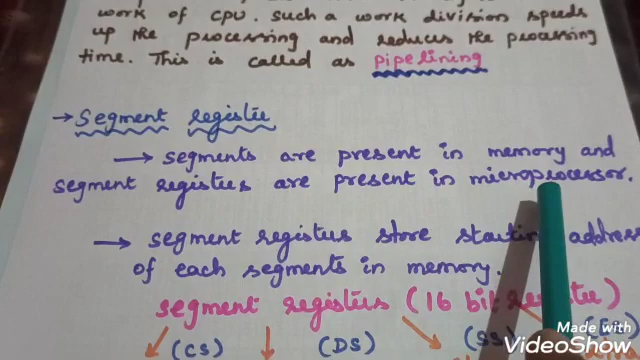 work of CPU. Such a work division speeds
up the processing and reduces the processing
time. This is called as pipelining
→ Segment register
→ segments are present in memory and
segment registers are present in microprocessor.
→ segment registers store starting address
of each segments in memory.
segment registers (16 bit register)
(CS) (DS) (SS) (ES)
Made with
VideoShow